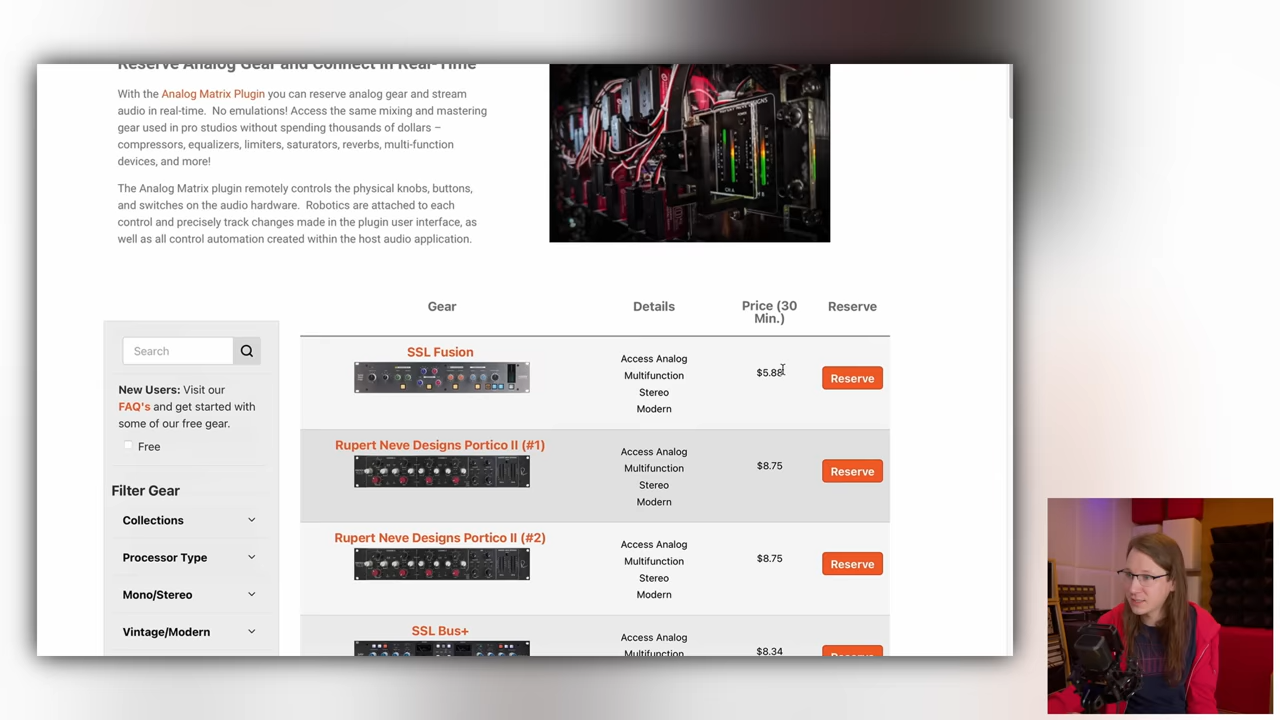 Reserve Analog Gear and Connect in Real-Time
With the Analog Matrix Plugin you can reserve analog gear and stream
audio in real-time. No emulations! Access the same mixing and mastering
gear used in pro studios without spending thousands of dollars –
compressors, equalizers, limiters, saturators, reverbs, multi-function
devices, and more!
The Analog Matrix plugin remotely controls the physical knobs, buttons,
and switches on the audio hardware. Robotics are attached to each
control and precisely track changes made in the plugin user interface, as
well as all control automation created within the host audio application.
Search
New Users: Visit our
FAQ's and get started with
some of our free gear.
Free
Filter Gear
Collections
Processor Type
Mono/Stereo
Vintage/Modern
Gear
Details
Price (30
Min.)
Reserve
SSL Fusion
Access Analog
Multifunction
Stereo
Modern
$5.88
Reserve
Rupert Neve Designs Portico II (#1)
Access Analog
Multifunction
Stereo
Modern
$8.75
Reserve
Rupert Neve Designs Portico II (#2)
Access Analog
Multifunction
Stereo
Modern
$8.75
Reserve
SSL Bus+
Access Analog
Multifunction
$8.34
Reserve